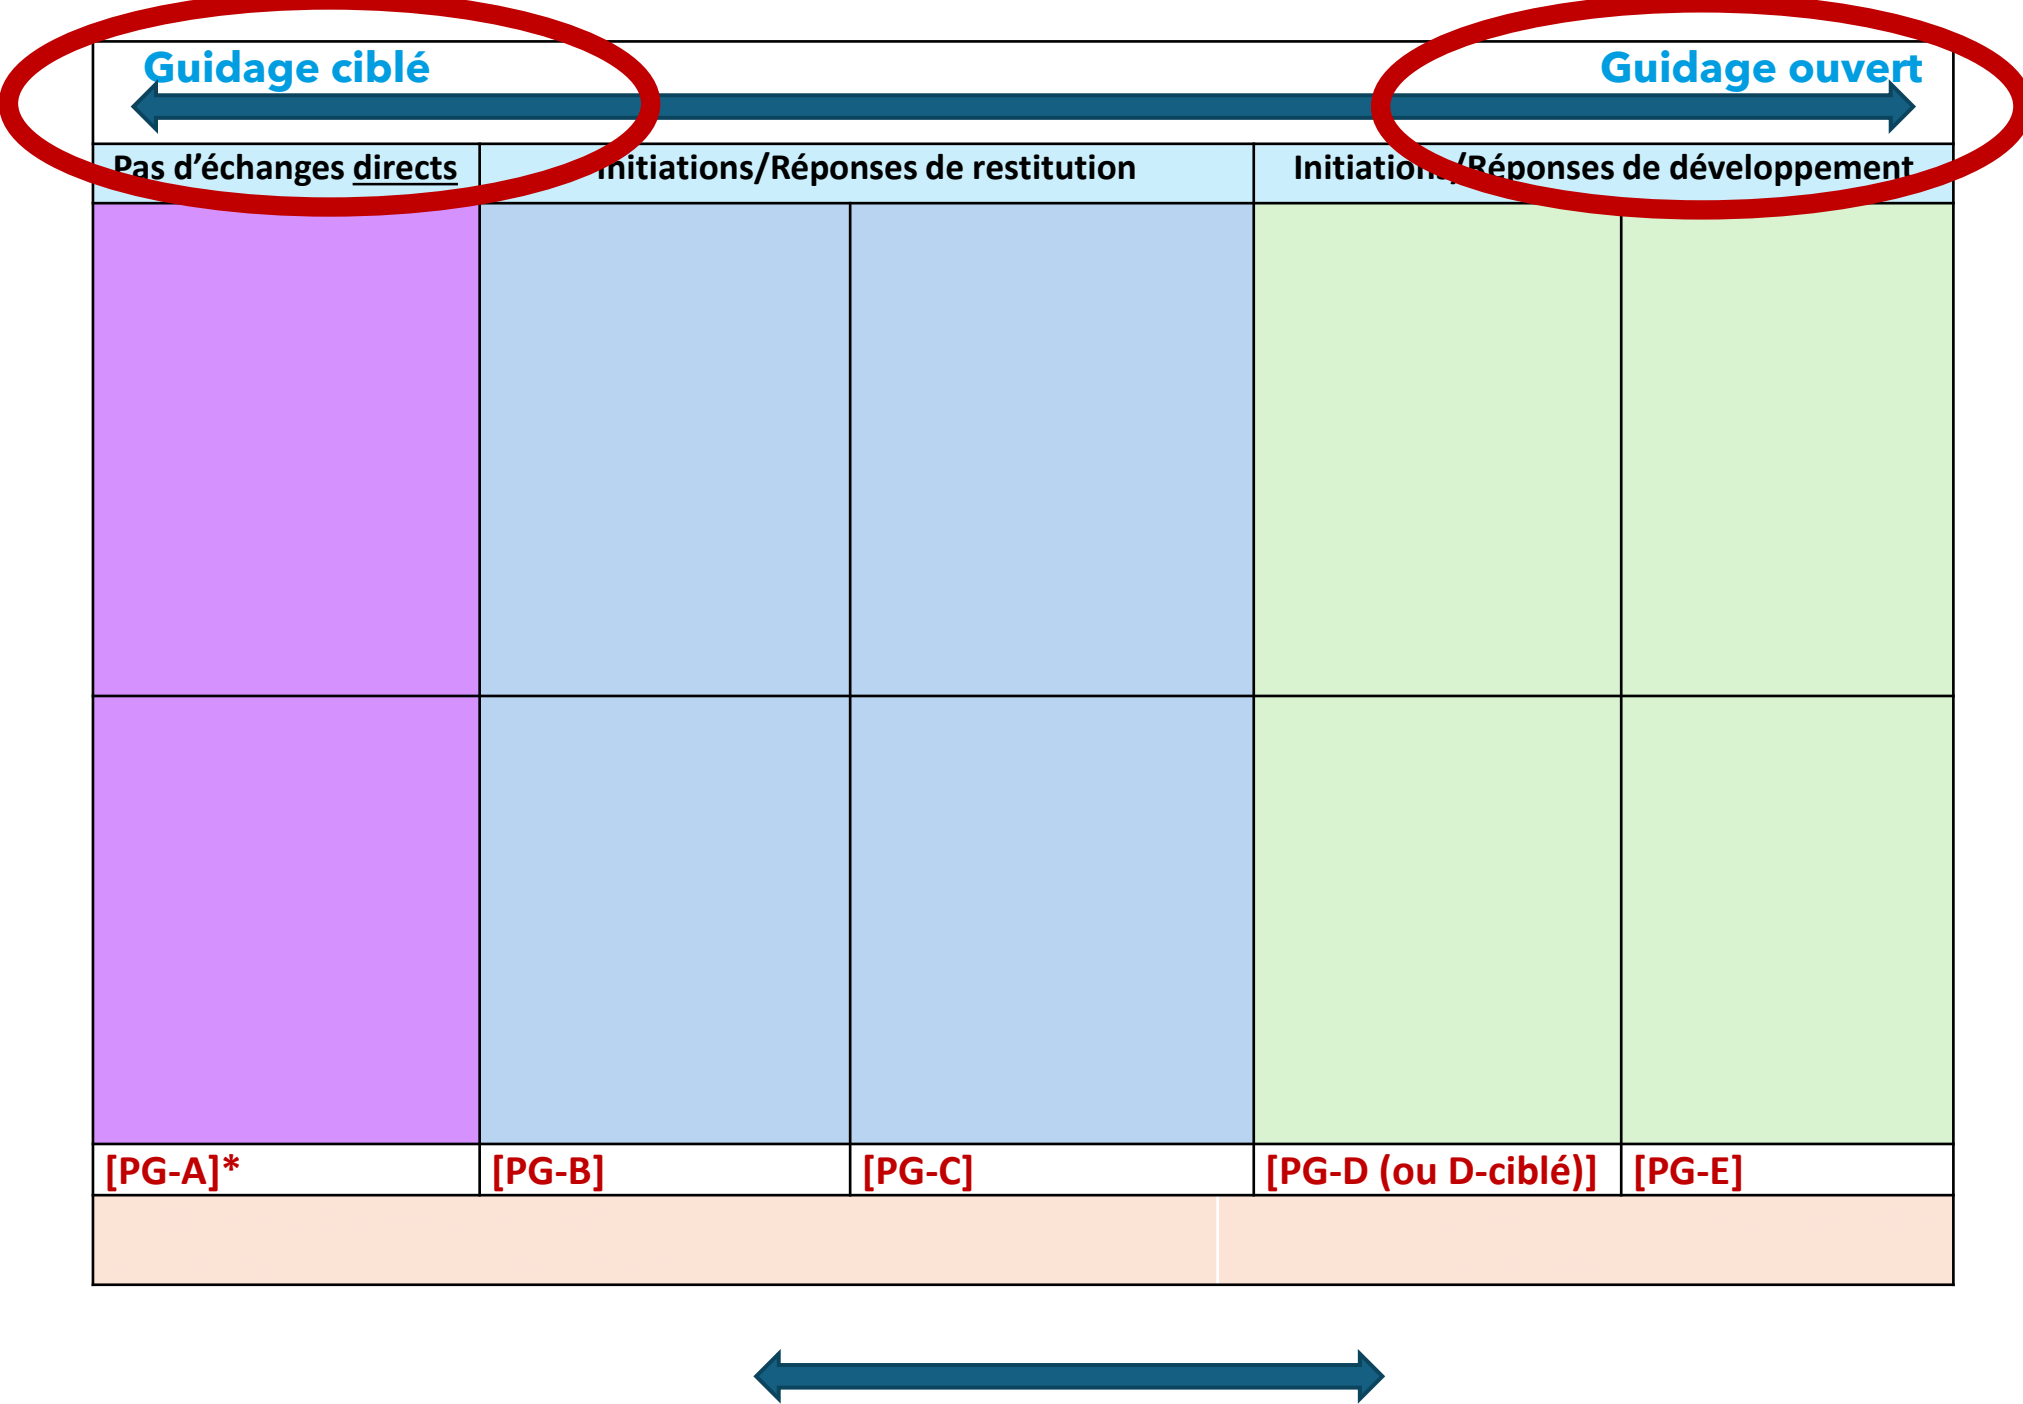 Guidage ciblé Guidage ouvert
Pas d'échanges directs Initiations/Réponses de restitution Initiations/Réponses de développement
[PG-A]* [PG-B] [PG-C] [PG-D (ou D-ciblé)] [PG-E]